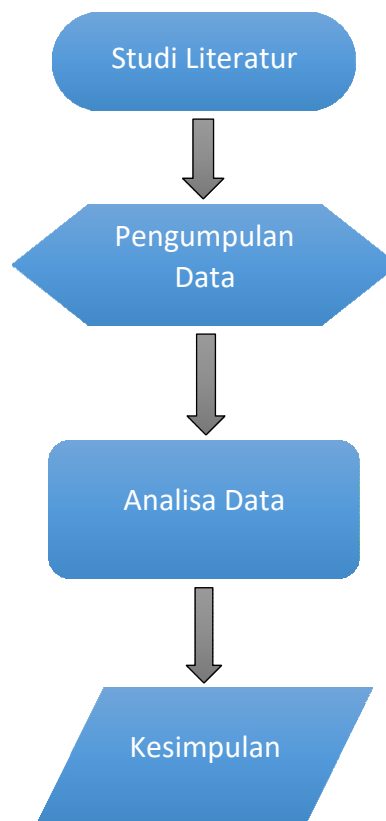 Studi Literatur
Pengumpulan
Data
Analisa Data
Kesimpulan